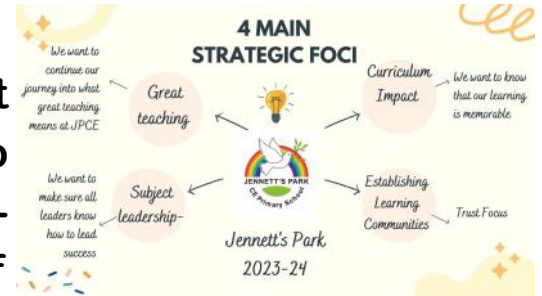 4 MAIN
STRATEGIC FOCI
We want to
continue our
journey into what
great teaching
means at JPCE
Great
teaching
Curriculum
Impact
We want to know
that our learning
is memorable
We want to
make sure all
leaders know
how to lead
success
Subject
leadership-
JENNETT'S PARK
CE Primary School
Establishing
Learning
Communities
Trust Focus
Jennett's Park
2023-24